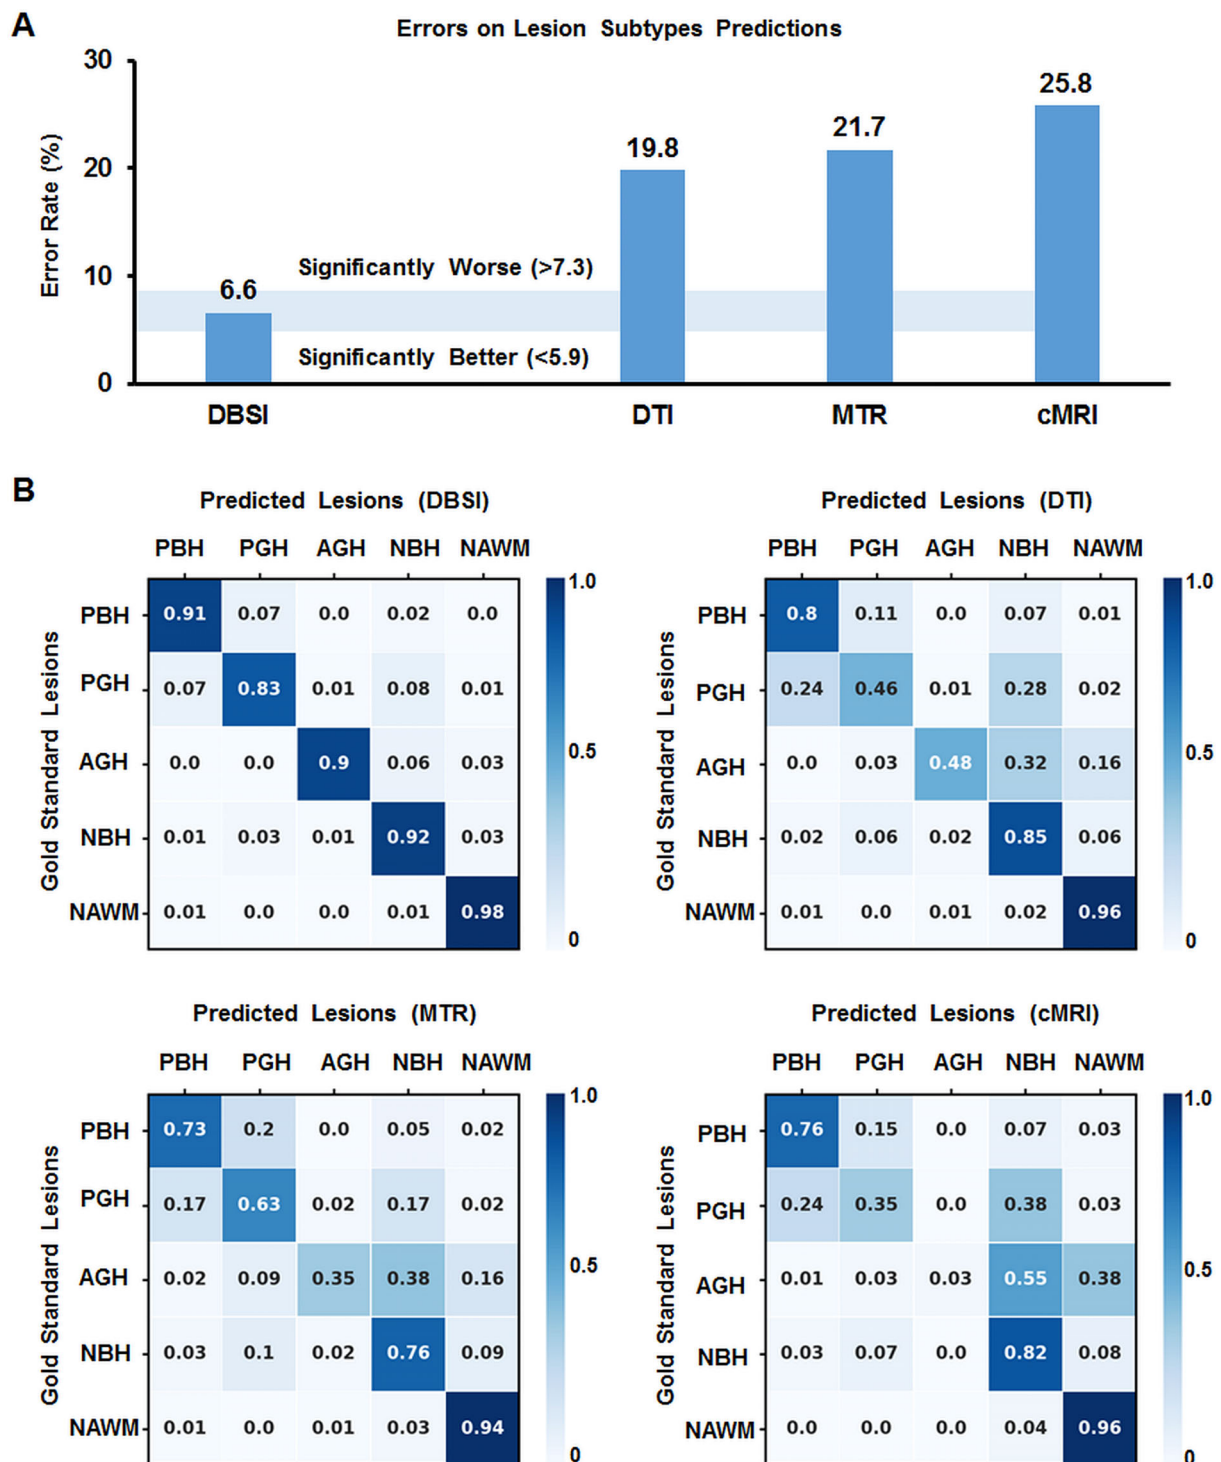 A
Errors on Lesion Subtypes Predictions
Error Rate (%)
30
20
10
0
6.6
19.8
21.7
25.8
Significantly Worse (>7.3)
Significantly Better (<5.9)
DBSI DTI MTR cMRI
B
Predicted Lesions (DBSI)
PBH PGH AGH NBH NAWM
Gold Standard Lesions
PBH 0.91 0.07 0.0 0.02 0.0
PGH 0.07 0.83 0.01 0.08 0.01
AGH 0.0 0.0 0.9 0.06 0.03
NBH 0.01 0.03 0.01 0.92 0.03
NAWM 0.01 0.0 0.0 0.01 0.98
1.0
0.5
0
Predicted Lesions (DTI)
PBH PGH AGH NBH NAWM
Gold Standard Lesions
PBH 0.8 0.11 0.0 0.07 0.01
PGH 0.24 0.46 0.01 0.28 0.02
AGH 0.0 0.03 0.48 0.32 0.16
NBH 0.02 0.06 0.02 0.85 0.06
NAWM 0.01 0.0 0.01 0.02 0.96
1.0
0.5
0
Predicted Lesions (MTR)
PBH PGH AGH NBH NAWM
Gold Standard Lesions
PBH 0.73 0.2 0.0 0.05 0.02
PGH 0.17 0.63 0.02 0.17 0.02
AGH 0.02 0.09 0.35 0.38 0.16
NBH 0.03 0.1 0.02 0.76 0.09
NAWM 0.01 0.0 0.01 0.03 0.94
1.0
0.5
0
Predicted Lesions (cMRI)
PBH PGH AGH NBH NAWM
Gold Standard Lesions
PBH 0.76 0.15 0.0 0.07 0.03
PGH 0.24 0.35 0.0 0.38 0.03
AGH 0.01 0.03 0.03 0.55 0.38
NBH 0.03 0.07 0.0 0.82 0.08
NAWM 0.0 0.0 0.0 0.04 0.96
1.0
0.5
0